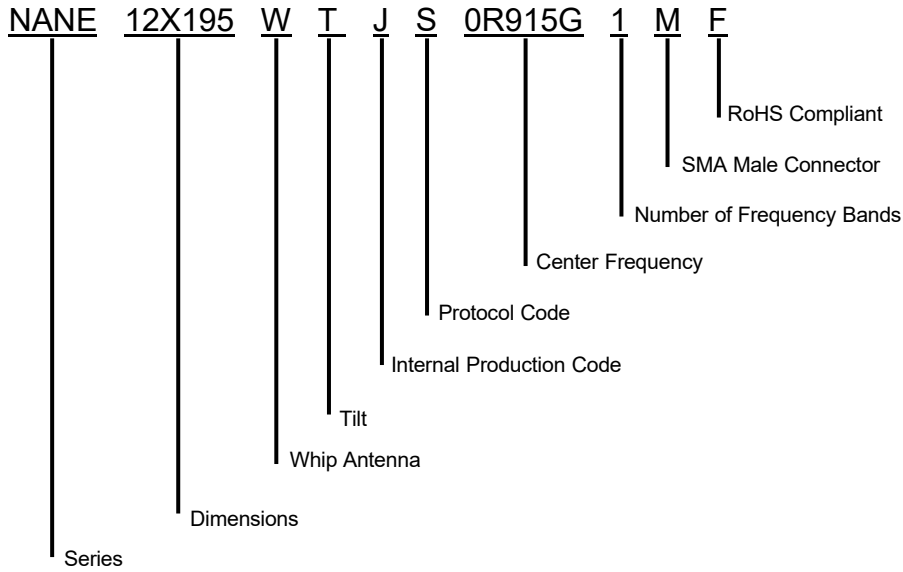 NANE 12X195 W T J S 0R915G 1 M F
RoHS Compliant
SMA Male Connector
Number of Frequency Bands
Center Frequency
Protocol Code
Internal Production Code
Tilt
Whip Antenna
Dimensions
Series